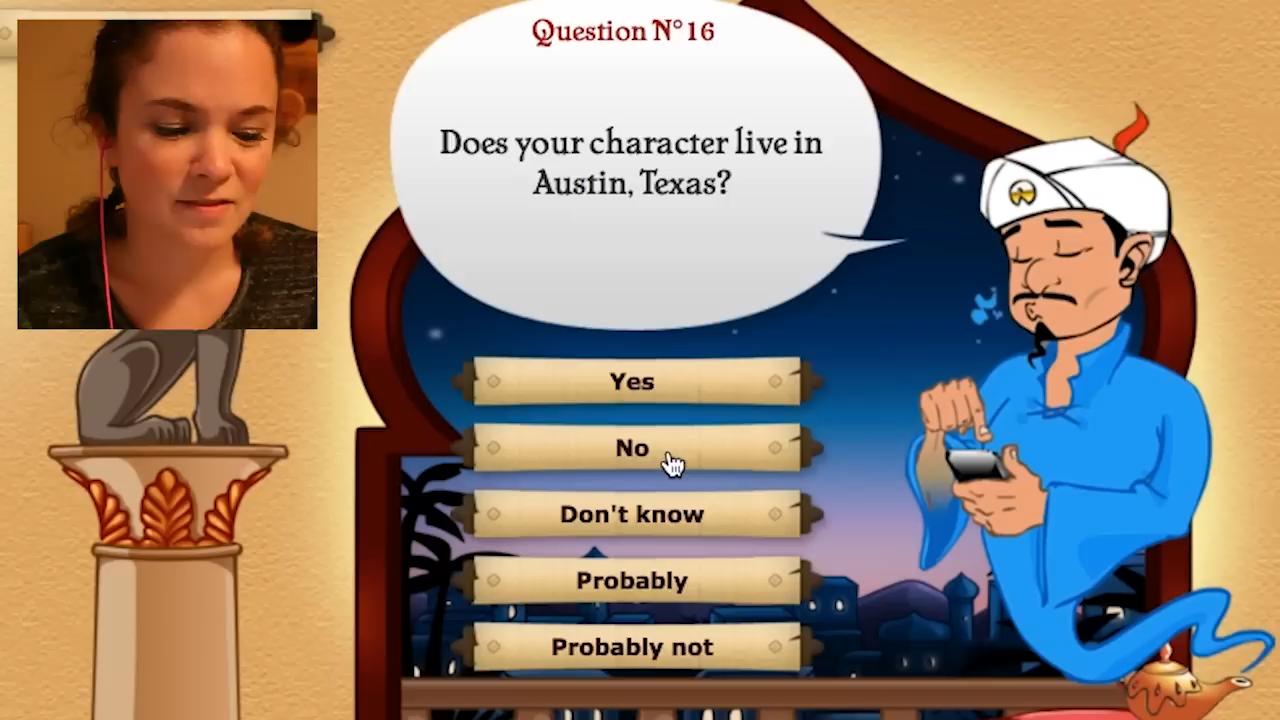 Question N°16
Does your character live in
Austin, Texas?
Yes
No
Don't know
Probably
Probably not